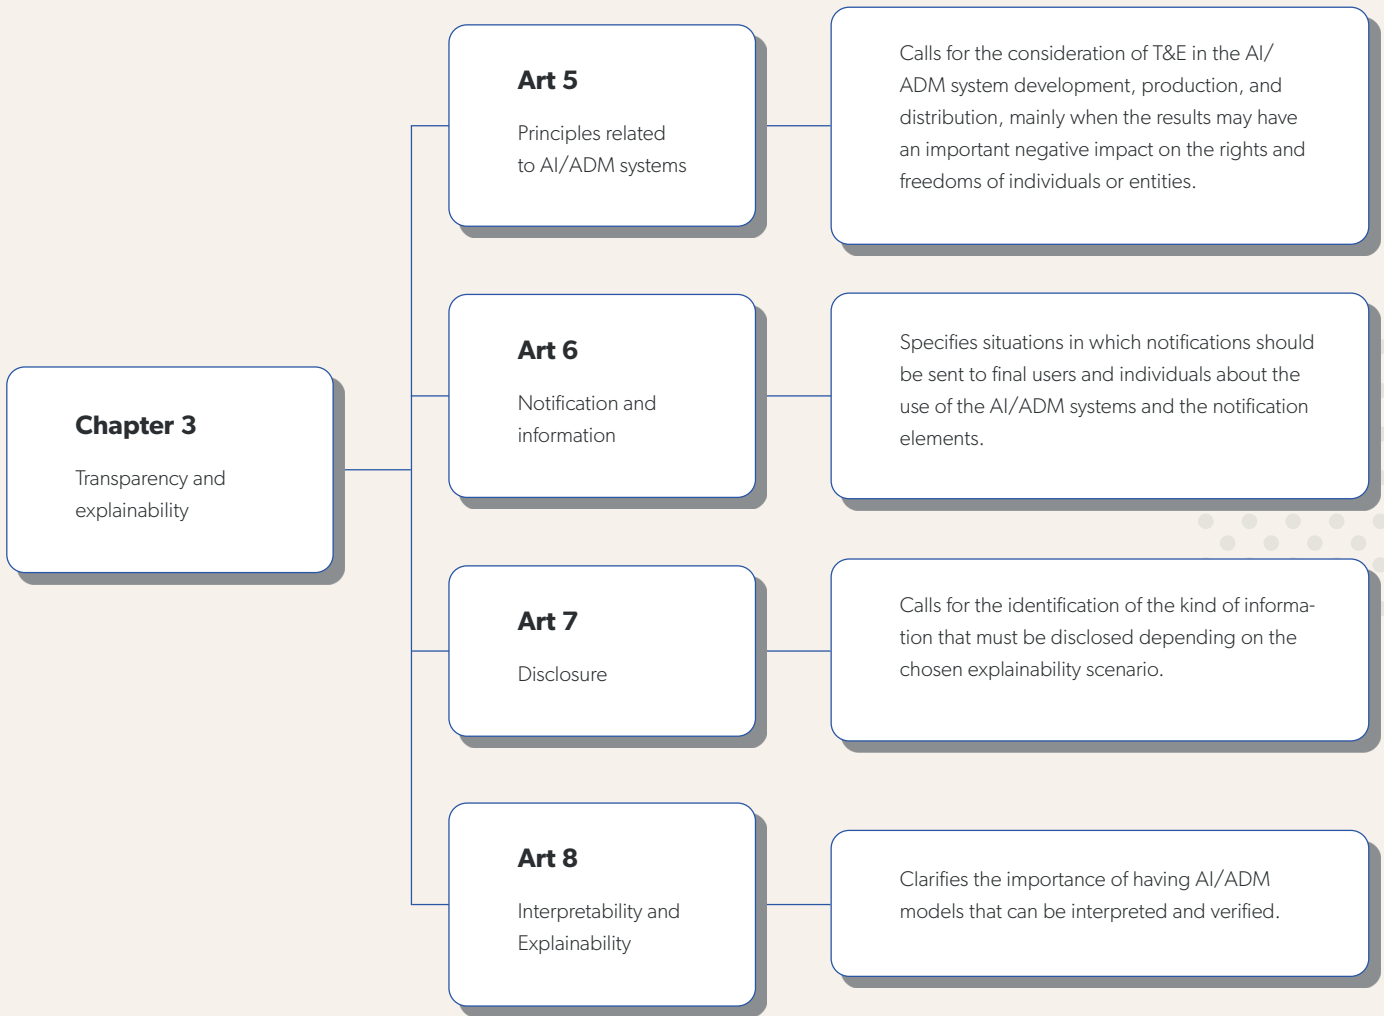 Chapter 3
Transparency and
explainability
Art 5
Principles related
to AI/ADM systems
Calls for the consideration of T&E in the AI/
ADM system development, production, and
distribution, mainly when the results may have
an important negative impact on the rights and
freedoms of individuals or entities.
Art 6
Notification and
information
Specifies situations in which notifications should
be sent to final users and individuals about the
use of the AI/ADM systems and the notification
elements.
Art 7
Disclosure
Calls for the identification of the kind of informa-
tion that must be disclosed depending on the
chosen explainability scenario.
Art 8
Interpretability and
Explainability
Clarifies the importance of having AI/ADM
models that can be interpreted and verified.